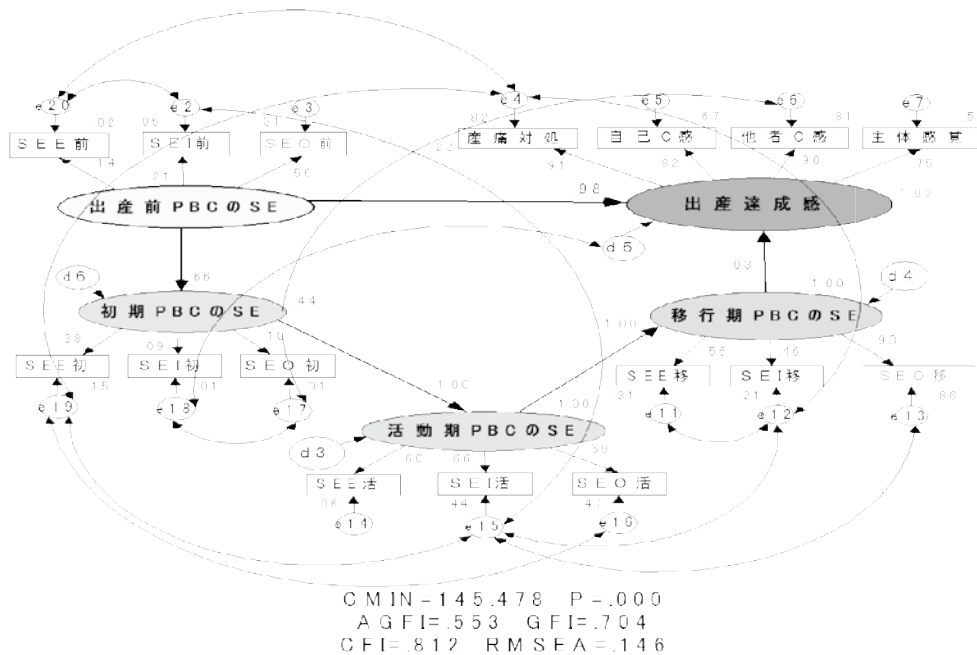 e20 e2 e3 e4 e5 e6 e7
02 05 82 67 81
SEE前 SEI前 SEO前 産痛対処 自己C感 他者C感 主体感覚
14 21 50 91 82 90 75
出産前PBCのSE 98 出産達成感 1.00
d5
66 03
d6 44 1.00 d4
初期PBCのSE 移行期PBCのSE
38 09 10 1.00 56 46 93
SEE初 SEI初 SEO初 SEE移 SEI移 SEO移
15 01 01 31 21 86
e19 e18 e17 e11 e12 e13
1.00 1.00
活動期PBCのSE
d3 60 66 69
SEE活 SEI活 SEO活
36 44 47
e14 e15 e16
CMIN=145.478 P=.000
AGFI=.553 GFI=.704
CFI=.812 RMSEA=.146